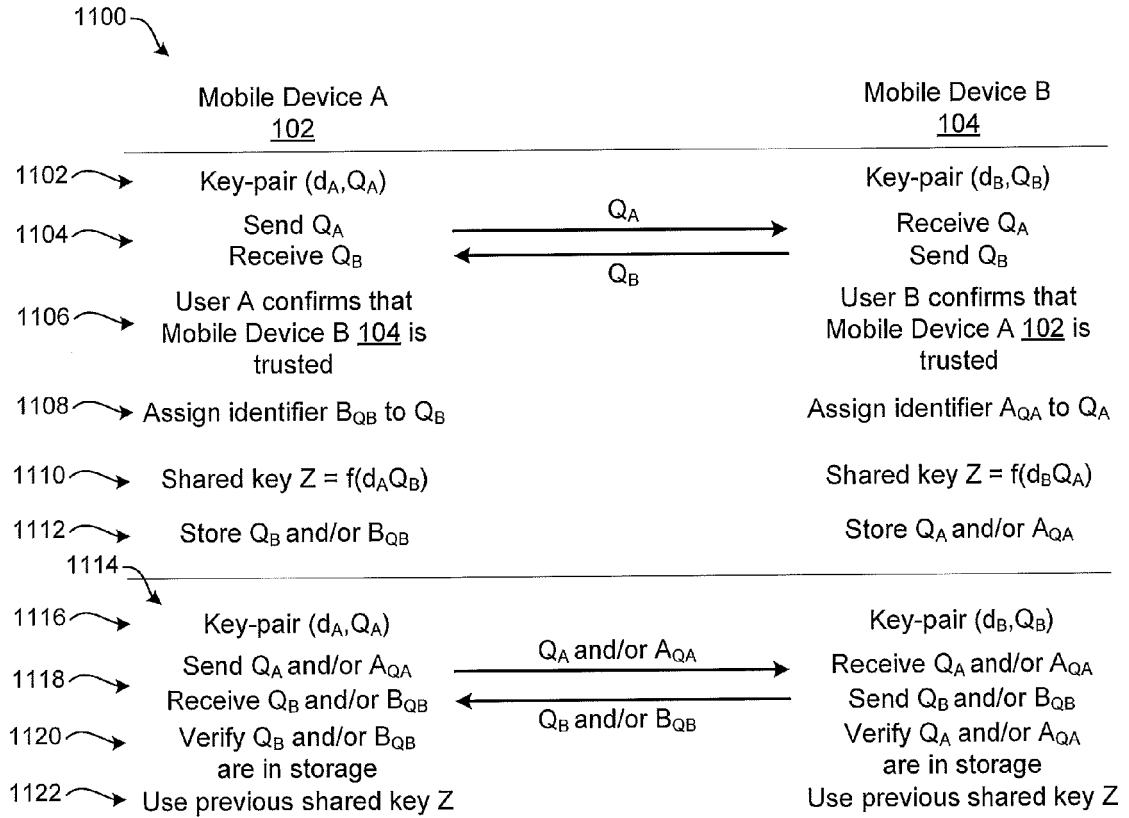 1100
Mobile Device A
102
Mobile Device B
104
1102 Key-pair (dA,QA) Key-pair (dB,QB)
1104 Send QA QA Receive QA
Receive QB QB Send QB
1106 User A confirms that
Mobile Device B 104 is
trusted
User B confirms that
Mobile Device A 102 is
trusted
1108 Assign identifier BQB to QB Assign identifier AQA to QA
1110 Shared key Z = f(dAQB) Shared key Z = f(dBQA)
1112 Store QB and/or BQB Store QA and/or AQA
1114
1116 Key-pair (dA,QA) Key-pair (dB,QB)
1118 Send QA and/or AQA QA and/or AQA Receive QA and/or AQA
Receive QB and/or BQB QB and/or BQB Send QB and/or BQB
1120 Verify QB and/or BQB
are in storage
Verify QA and/or AQA
are in storage
1122 Use previous shared key Z Use previous shared key Z